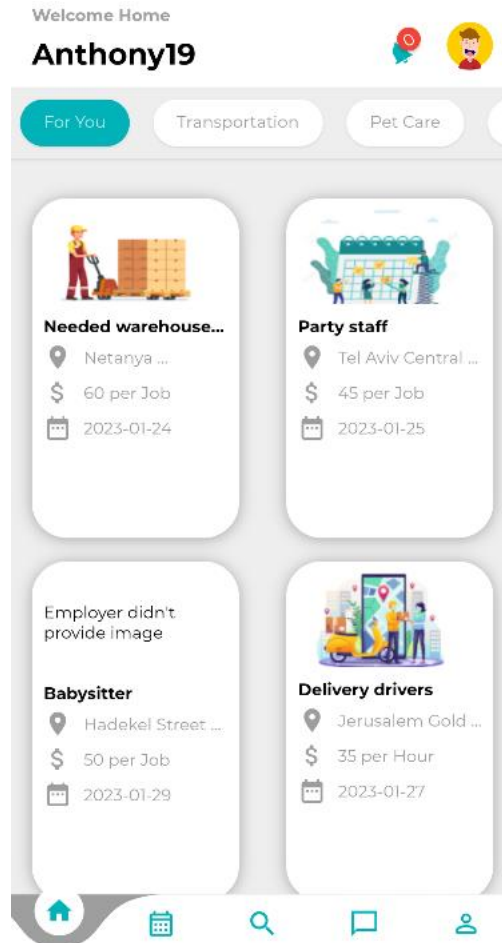 Welcome Home
Anthony19
0
For You
Transportation
Pet Care
Needed warehouse...
Netanya ...
$ 60 per Job
2023-01-24
Party staff
Tel Aviv Central ...
$ 45 per Job
2023-01-25
Employer didn't
provide image
Babysitter
Hadekel Street ...
$ 50 per Job
2023-01-29
Delivery drivers
Jerusalem Gold ...
$ 35 per Hour
2023-01-27